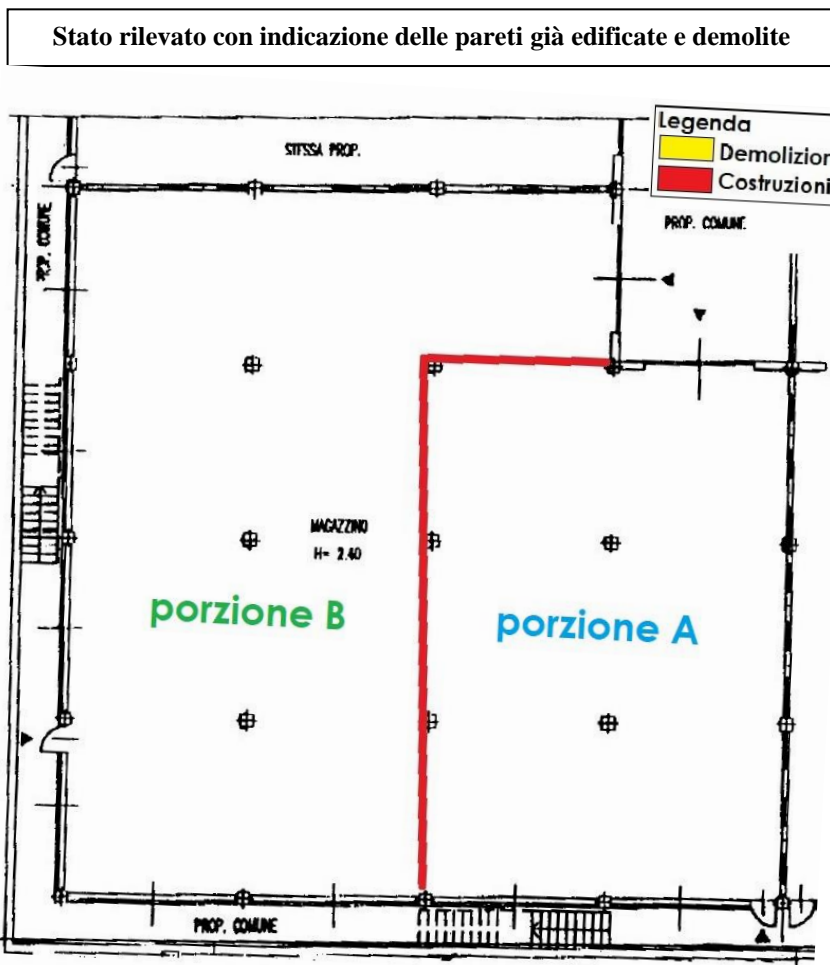 Stato rilevato con indicazione delle pareti già edificate e demolite
Legenda
Demolizion
Costruzioni
STESSA PROP.
PROP. COMUNE
PROP. COMUNE
MAGAZZINO
H= 2.40
porzione B
porzione A
PROP. COMUNE